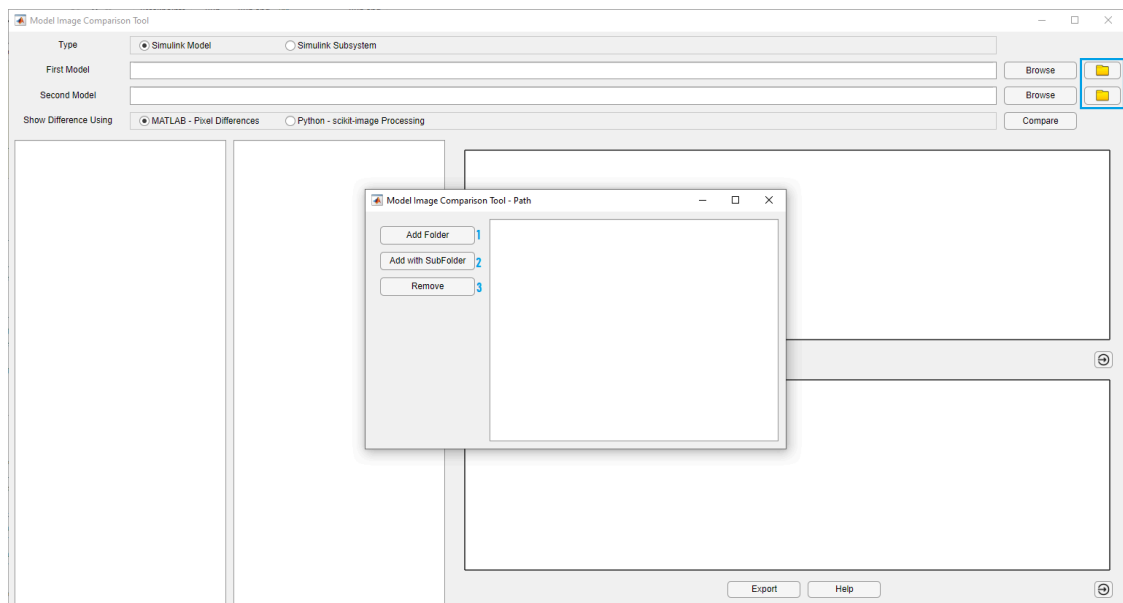 Model Image Comparison Tool
Type
Simulink Model
Simulink Subsystem
First Model
Browse
Second Model
Browse
Show Difference Using
MATLAB - Pixel Differences
Python - scikit-image Processing
Compare
Model Image Comparison Tool - Path
Add Folder 1
Add with SubFolder 2
Remove 3
Export
Help